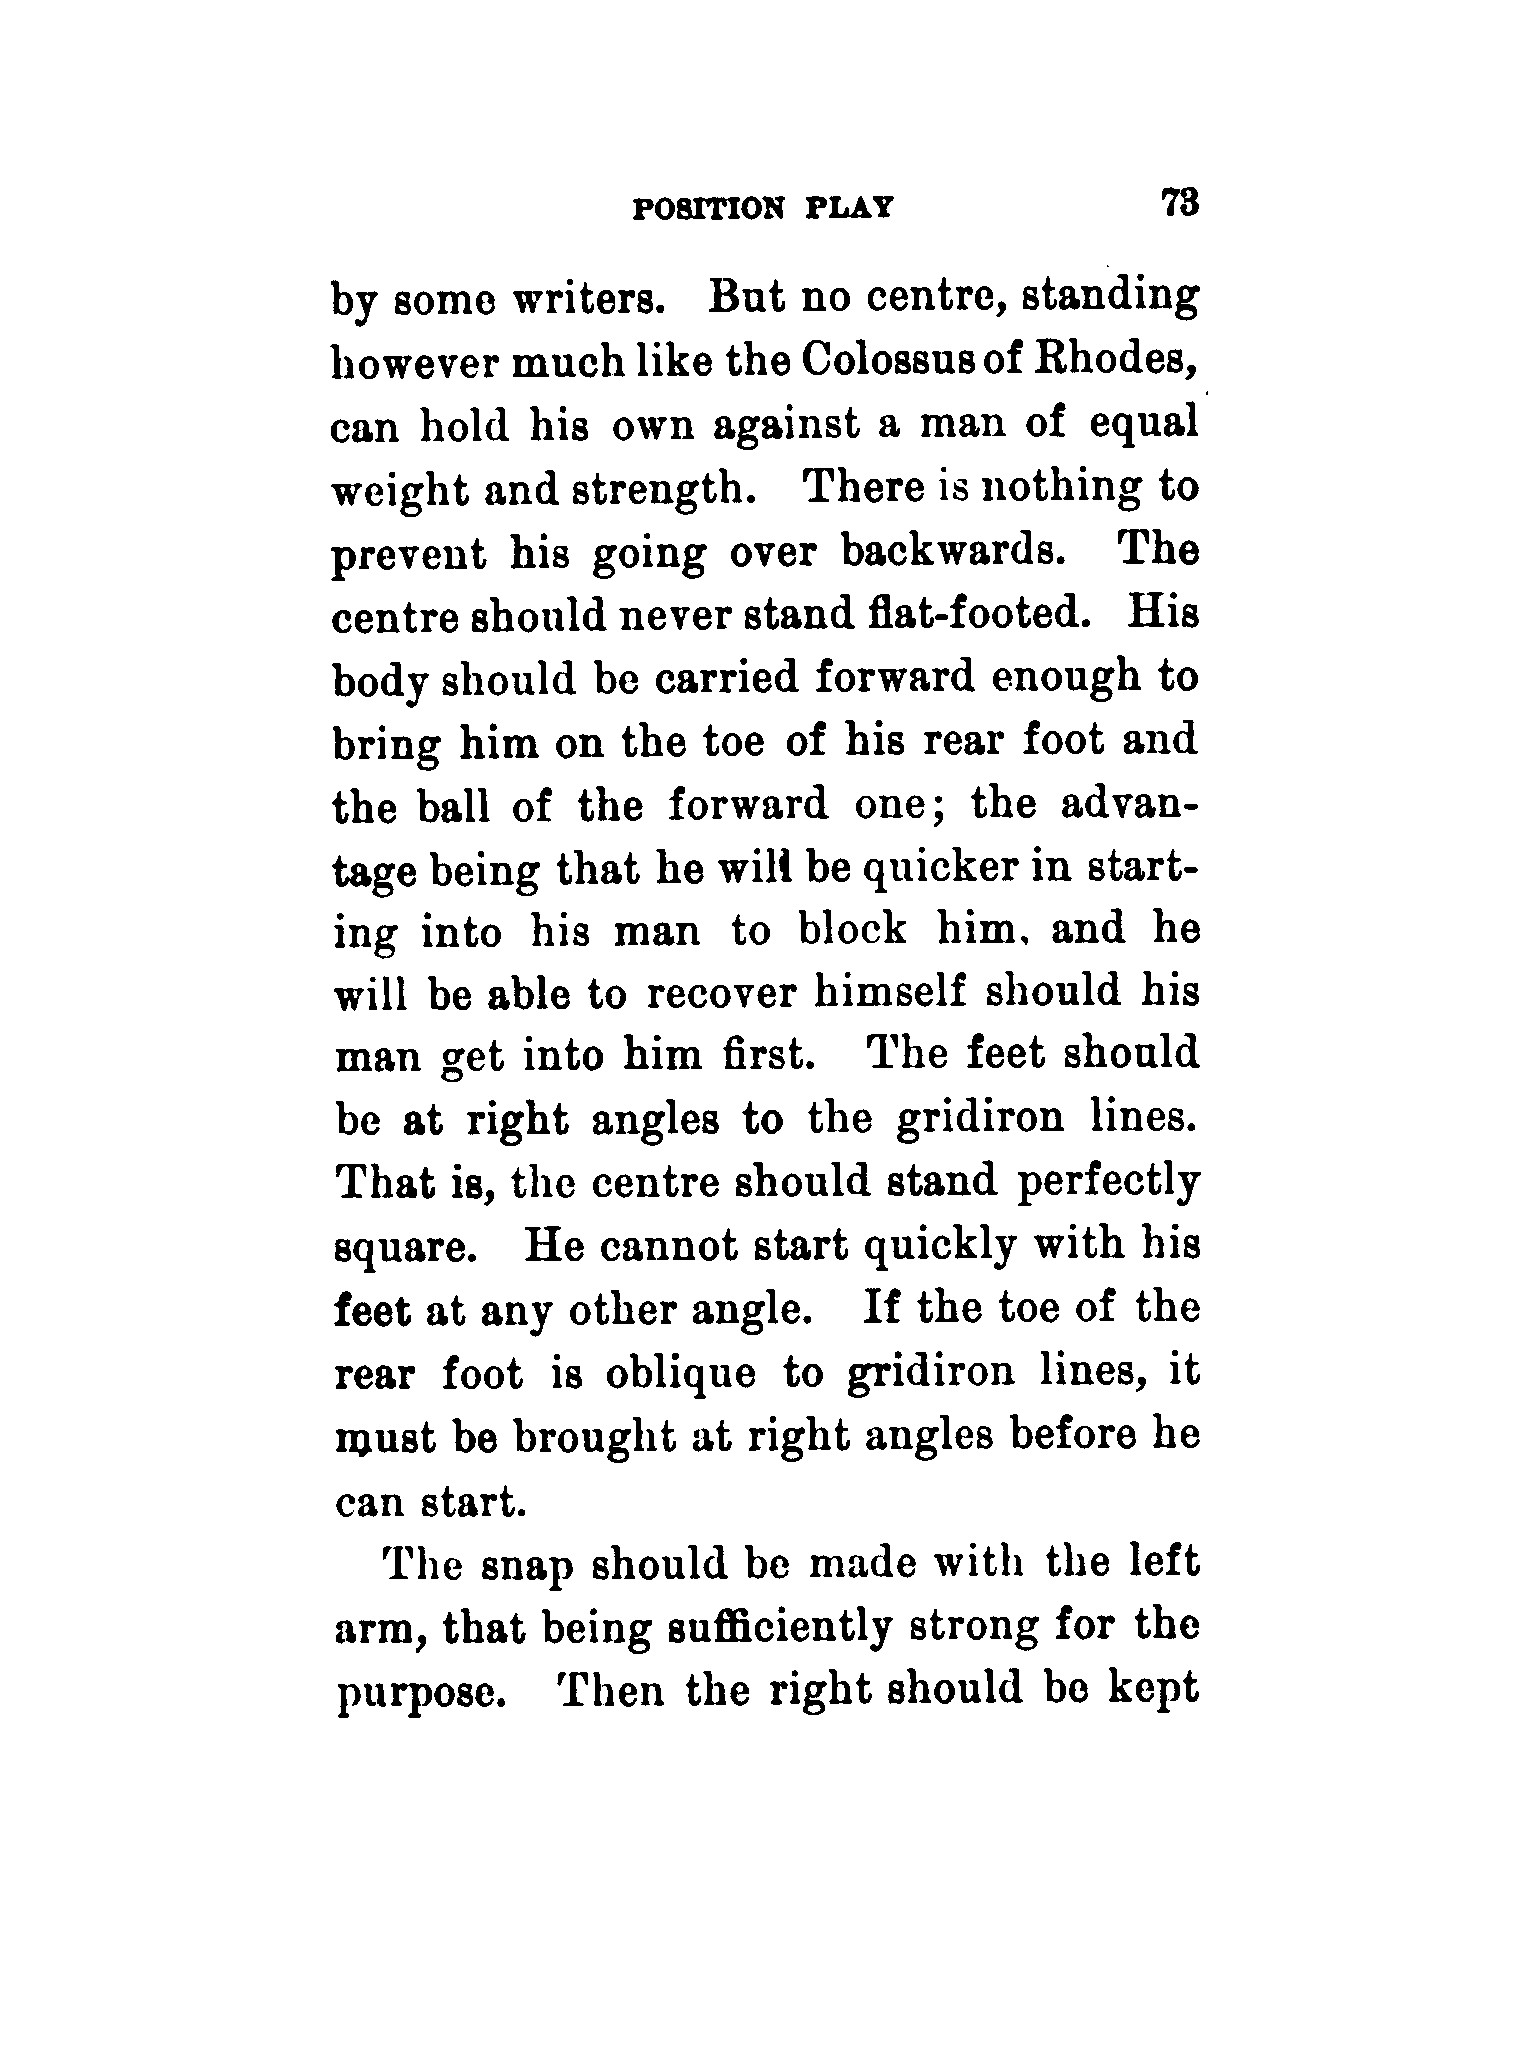 POSITION PLAY 73
by some writers. But no centre, standing
however much like the Colossus of Rhodes,
can hold his own against a man of equal
weight and strength. There is nothing to
prevent his going over backwards. The
centre should never stand flat-footed. His
body should be carried forward enough to
bring him on the toe of his rear foot and
the ball of the forward one; the advan-
tage being that he will be quicker in start-
ing into his man to block him, and he
will be able to recover himself should his
man get into him first. The feet should
be at right angles to the gridiron lines.
That is, the centre should stand perfectly
square. He cannot start quickly with his
feet at any other angle. If the toe of the
rear foot is oblique to gridiron lines, it
must be brought at right angles before he
can start.
The snap should be made with the left
arm, that being sufficiently strong for the
purpose. Then the right should be kept